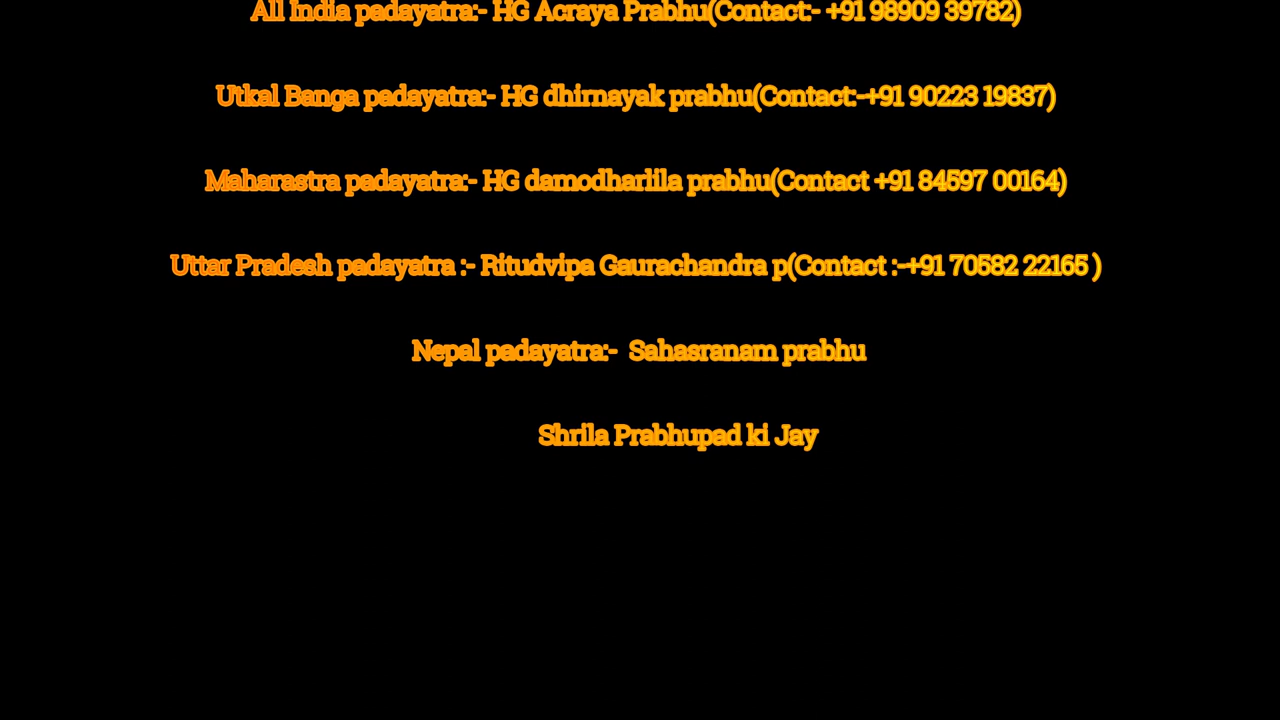 All India padayatra:- HG Acraya Prabhu(Contact:- +91 98909 39782)
Utkal Banga padayatra:- HG dhirnayak prabhu(Contact:-+91 90223 19837)
Maharastra padayatra:- HG damodharlila prabhu(Contact +91 84597 00164)
Uttar Pradesh padayatra :- Ritudvipa Gaurachandra p(Contact :-+91 70582 22165 )
Nepal padayatra:-  Sahasranam prabhu
Shrila Prabhupad ki Jay